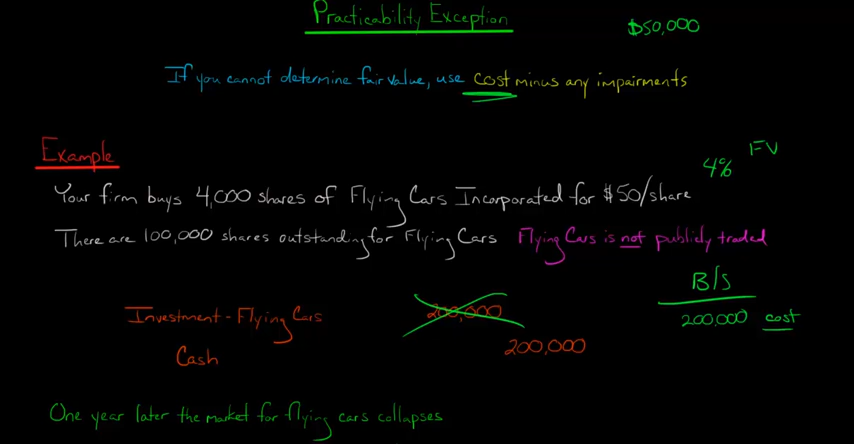 Practicability Exception
$50,000
If you cannot determine fair value, use cost minus any impairments
Example
4% FV
Your firm buys 4,000 shares of Flying Cars Incorporated for $50/share
There are 100,000 shares outstanding for Flying Cars Flying Cars is not publicly traded
B/S
Investment - Flying Cars 200,000
200,000 cost
Cash 200,000
One year later the market for flying cars collapses